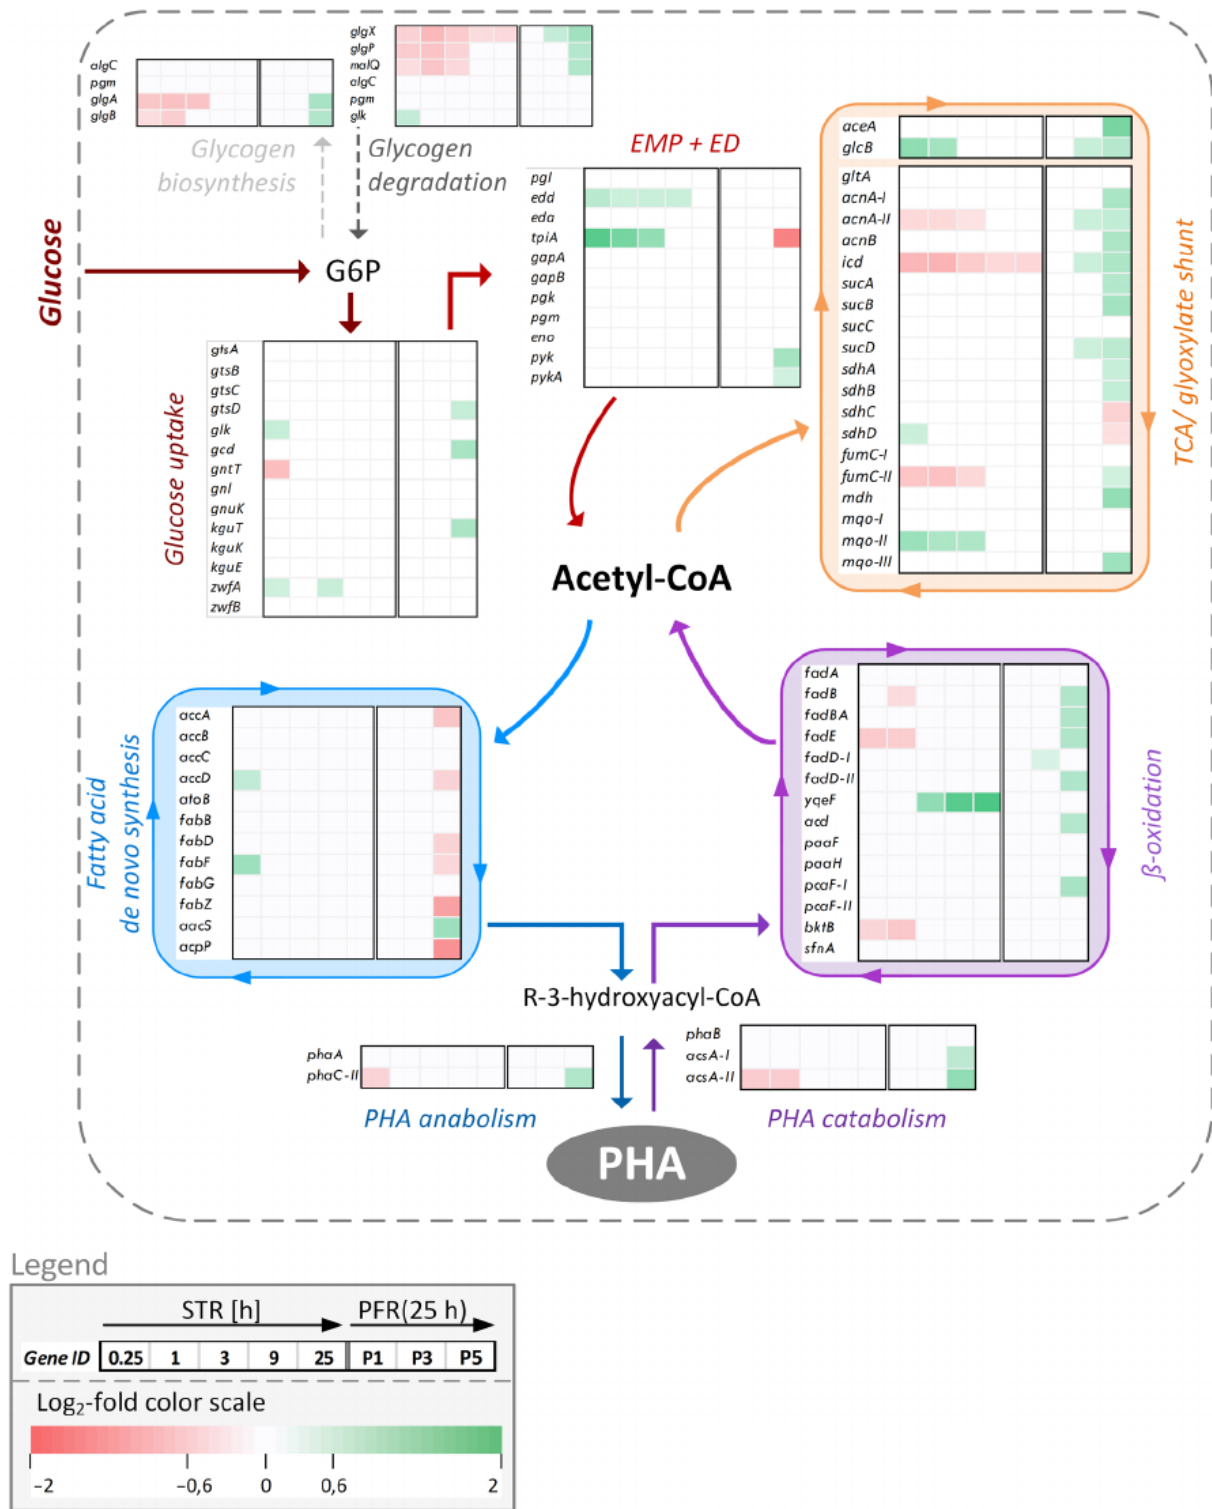 glgX
glgP
malQ
algC
pgm
glk
algC
pgm
glgA
glgB
Glycogen
biosynthesis
Glycogen
degradation
Glucose
G6P
EMP + ED
pgI
edd
eda
tpiA
gapA
gapB
pgk
pgm
eno
pyk
pykA
aceA
glcB
gltA
acnA-I
acnA-II
acnB
icd
sucA
sucB
sucC
sucD
sdhA
sdhB
sdhC
sdhD
fumC-I
fumC-II
mdh
mqo-I
mqo-II
mqo-III
TCA/ glyoxylate shunt
Glucose uptake
gtsA
gtsB
gtsC
gtsD
glk
gcd
gntT
gnl
gnuK
kguT
kguK
kguE
zwfA
zwfB
Acetyl-CoA
Fatty acid
de novo synthesis
accA
accB
accC
accD
atoB
fabB
fabD
fabF
fabG
fabZ
aacS
acpP
fadA
fadB
fadBA
fadE
fadD-I
fadD-II
yqeF
acd
paaF
paaH
pcaF-I
pcaF-II
bktB
sfnA
ß-oxidation
R-3-hydroxyacyl-CoA
phaA
phaC-II
PHA anabolism
phaB
acsA-I
acsA-II
PHA catabolism
PHA
Legend
STR [h] PFR(25 h)
Gene ID 0.25 1 3 9 25 P1 P3 P5
Log₂-fold color scale
−2 −0,6 0 0,6 2